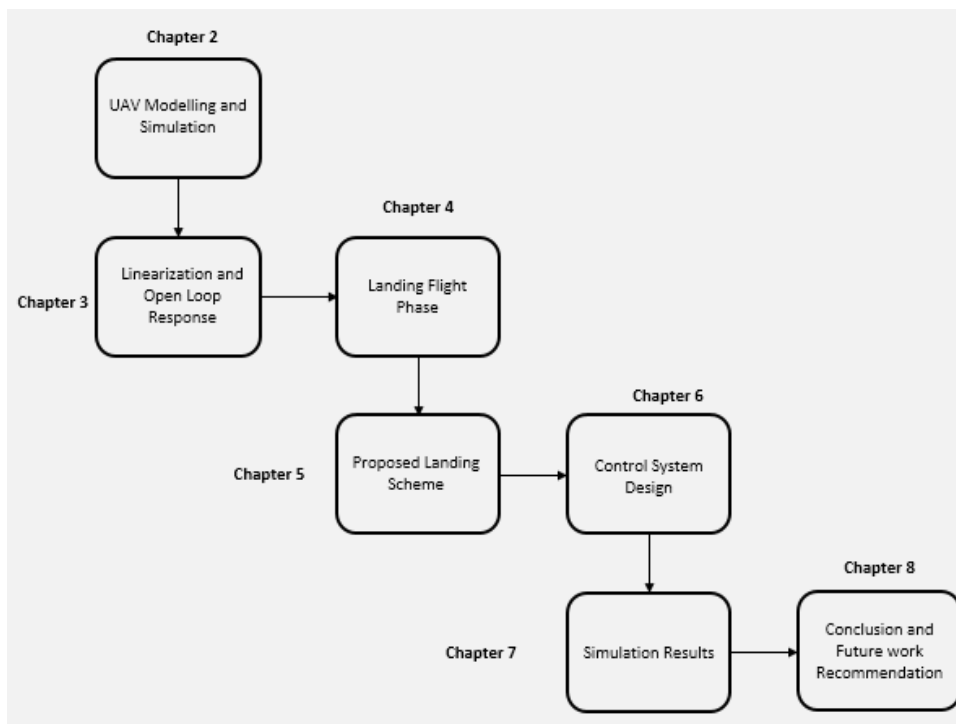 Chapter 2
UAV Modelling and
Simulation
Chapter 3
Linearization and
Open Loop
Response
Chapter 4
Landing Flight
Phase
Chapter 5
Proposed Landing
Scheme
Chapter 6
Control System
Design
Chapter 7
Simulation Results
Chapter 8
Conclusion and
Future work
Recommendation